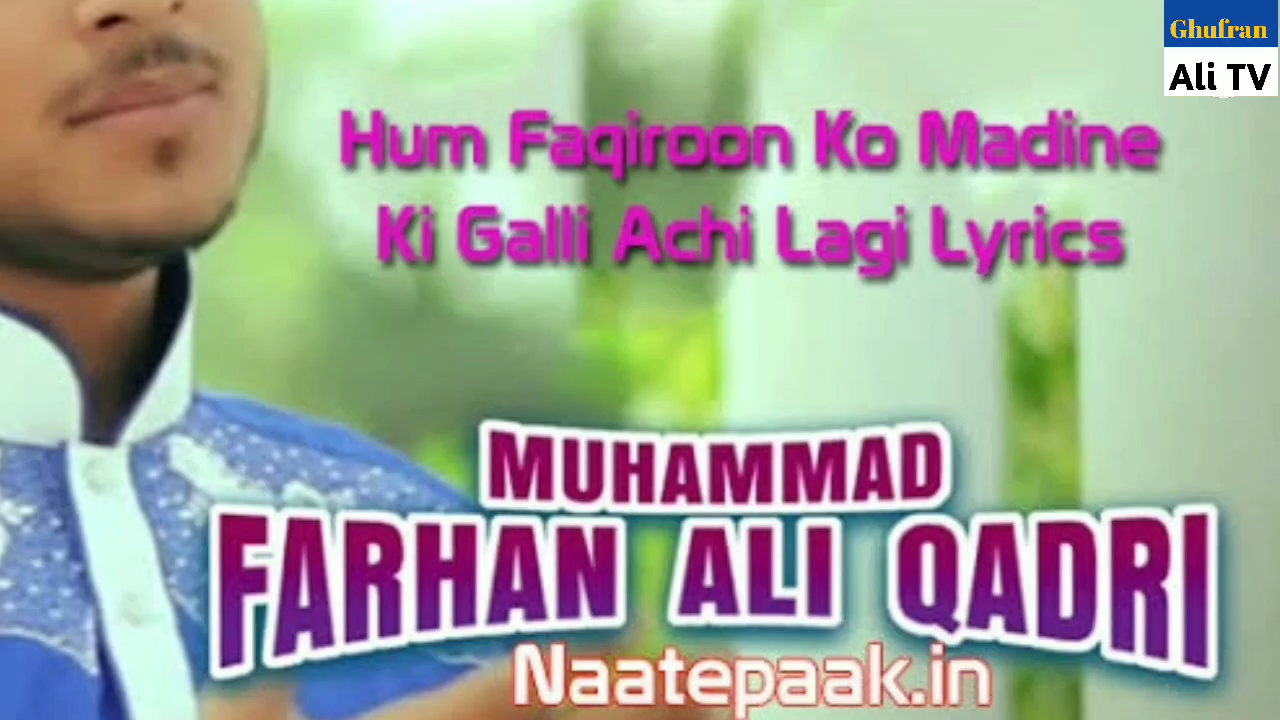 Ghufran
Ali TV
Hum Faqiroon Ko Madine
Ki Galli Achi Lagi Lyrics
MUHAMMAD
FARHAN ALI QADRI
Naatepaak.in